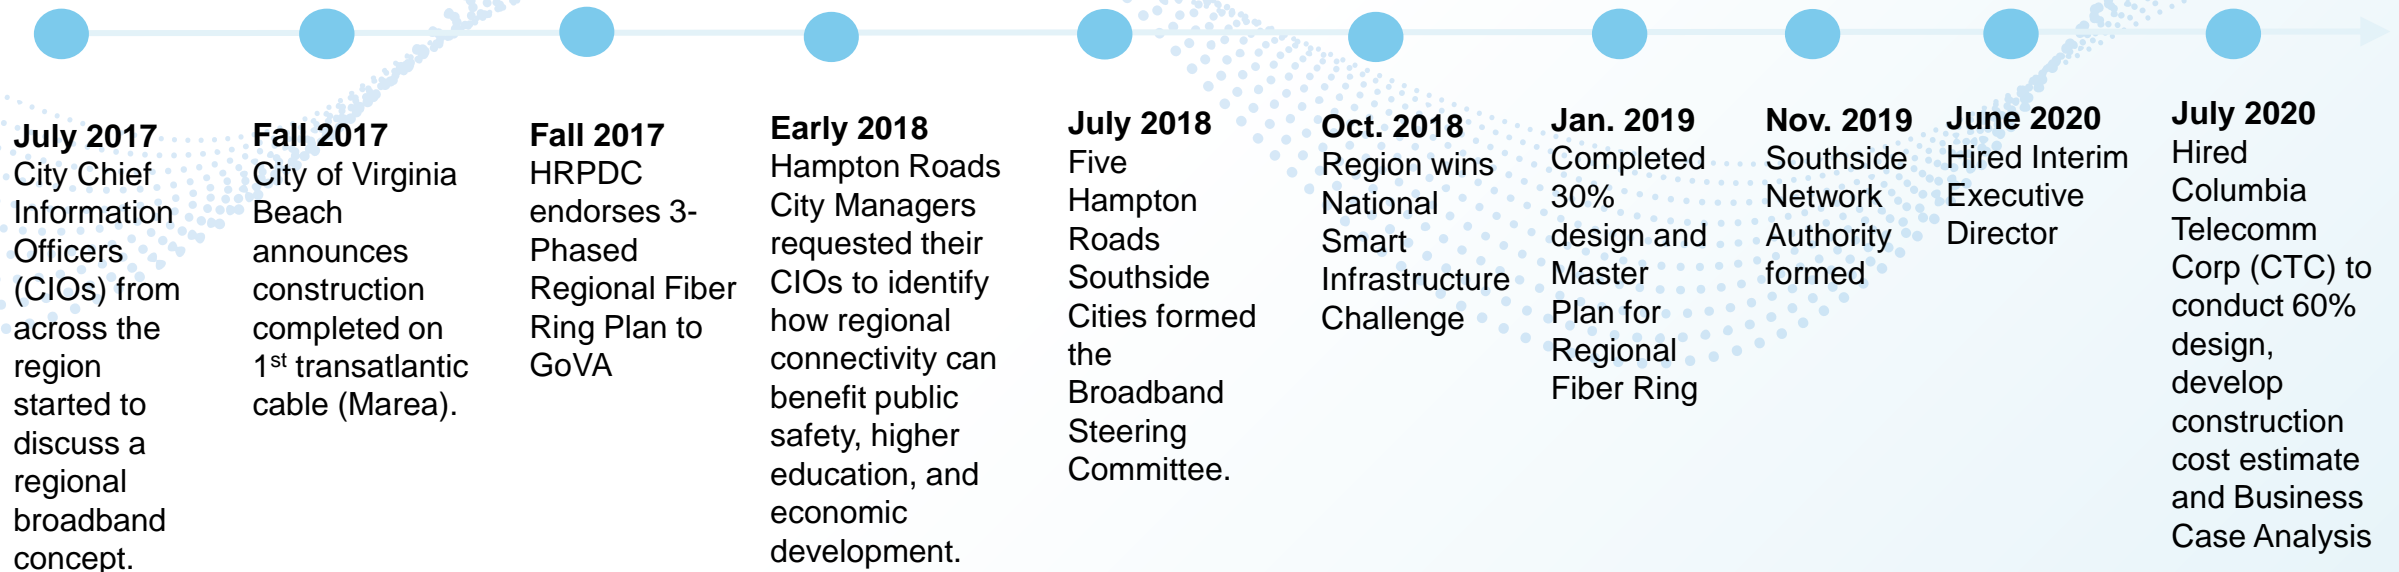 July 2017
City Chief
Information
Officers
(CIOs) from
across the
region
started to
discuss a
regional
broadband
concept.
Fall 2017
City of Virginia
Beach
announces
construction
completed on
1st transatlantic
cable (Marea).
Fall 2017
HRPDC
endorses 3-
Phased
Regional Fiber
Ring Plan to
GoVA
Early 2018
Hampton Roads
City Managers
requested their
CIOs to identify
how regional
connectivity can
benefit public
safety, higher
education, and
economic
development.
July 2018
Five
Hampton
Roads
Southside
Cities formed
the
Broadband
Steering
Committee.
Oct. 2018
Region wins
National
Smart
Infrastructure
Challenge
Jan. 2019
Completed
30%
design and
Master
Plan for
Regional
Fiber Ring
Nov. 2019
Southside
Network
Authority
formed
June 2020
Hired Interim
Executive
Director
July 2020
Hired
Columbia
Telecomm
Corp (CTC) to
conduct 60%
design,
develop
construction
cost estimate
and Business
Case Analysis